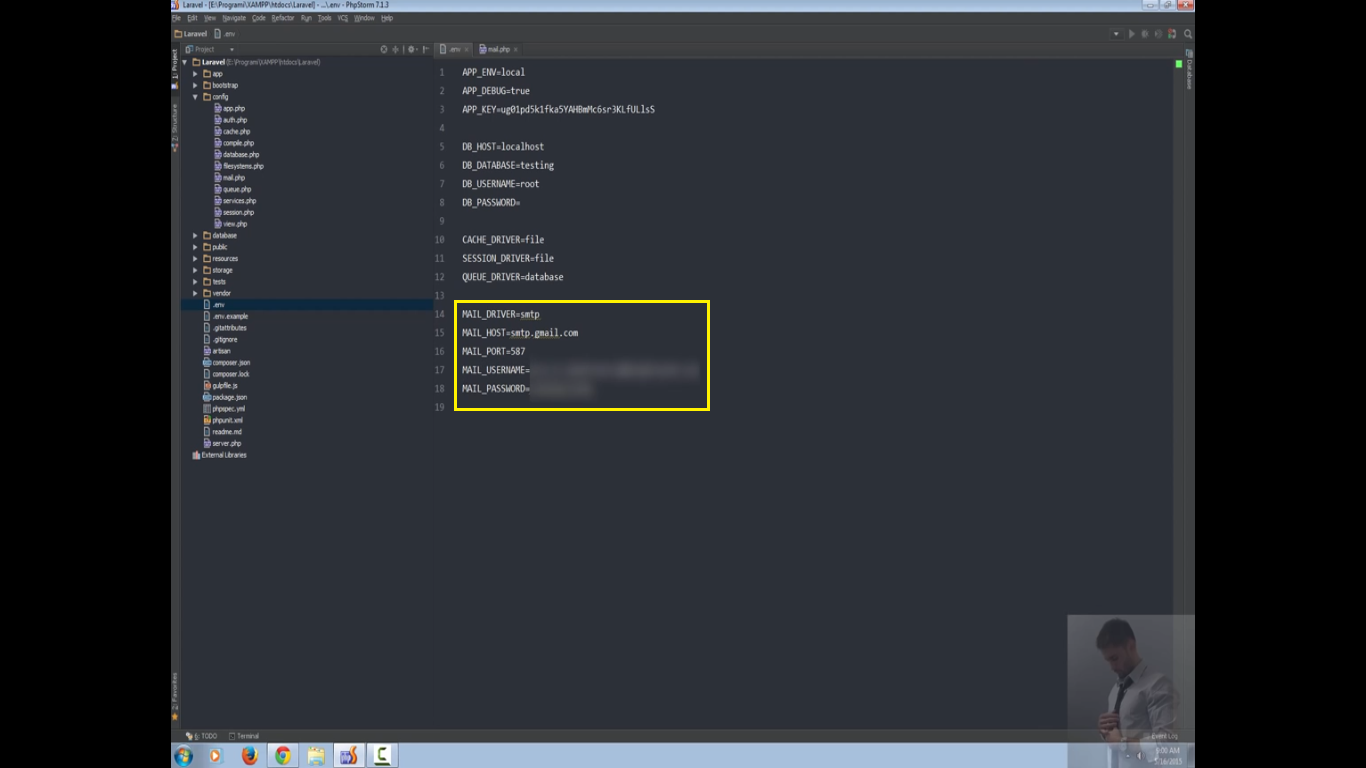 Laravel - [E:\Programi\XAMPP\htdocs\Laravel] - ...\.env - PhpStorm 7.1.3
File Edit View Navigate Code Refactor Run Tools VCS Window Help
Laravel .env
Project
.env
mail.php
1: Project
Z: Structure
2: Favorites
Database
Laravel (E:\Programi\XAMPP\htdocs\Laravel)
app
bootstrap
config
app.php
auth.php
cache.php
compile.php
database.php
filesystems.php
mail.php
queue.php
services.php
session.php
view.php
database
public
resources
storage
tests
vendor
.env
.env.example
.gitattributes
.gitignore
artisan
composer.json
composer.lock
gulpfile.js
package.json
phpspec.yml
phpunit.xml
readme.md
server.php
External Libraries
1 APP_ENV=local
2 APP_DEBUG=true
3 APP_KEY=ug01pd5k1fka5YAHBmMc6sr3KLfULlsS
4
5 DB_HOST=localhost
6 DB_DATABASE=testing
7 DB_USERNAME=root
8 DB_PASSWORD=
9
10 CACHE_DRIVER=file
11 SESSION_DRIVER=file
12 QUEUE_DRIVER=database
13
14 MAIL_DRIVER=smtp
15 MAIL_HOST=smtp.gmail.com
16 MAIL_PORT=587
17 MAIL_USERNAME=
18 MAIL_PASSWORD=
19
6: TODO
Terminal
Event Log
8:00 AM
5/16/2015